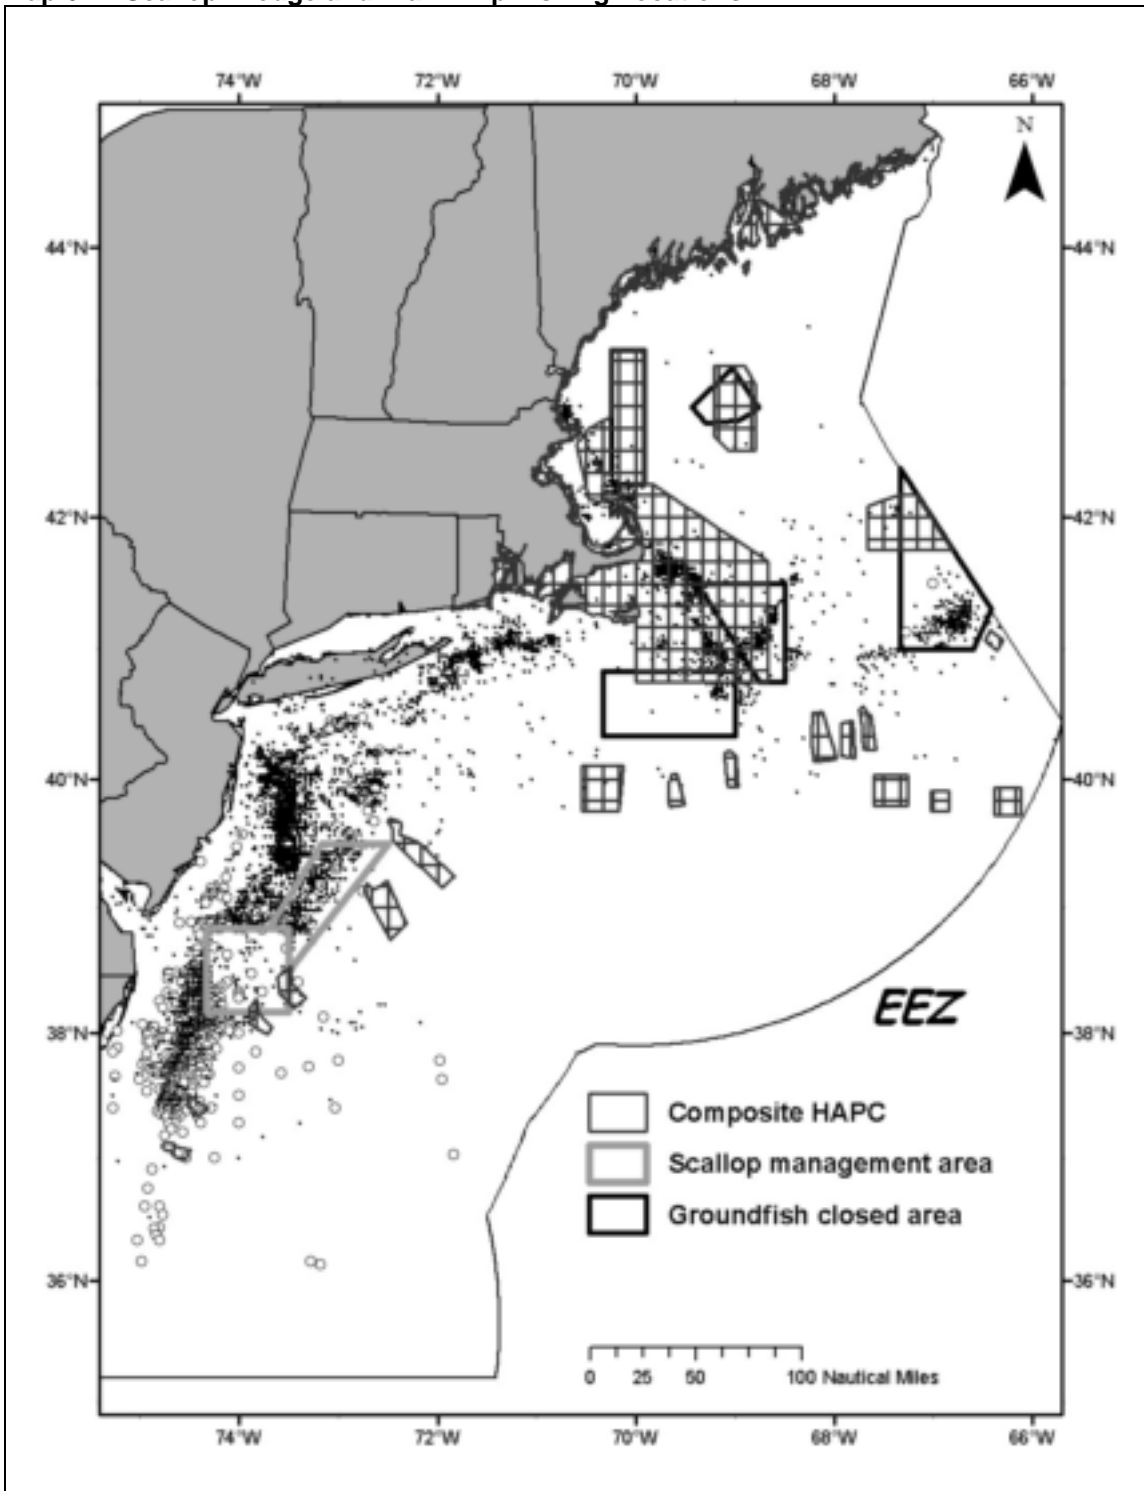 74°W 72°W 70°W 68°W 66°W
N
44°N 44°N
42°N 42°N
40°N 40°N
EEZ
38°N 38°N
Composite HAPC
Scallop management area
Groundfish closed area
36°N 36°N
0 25 50 100 Nautical Miles
74°W 72°W 70°W 68°W 66°W